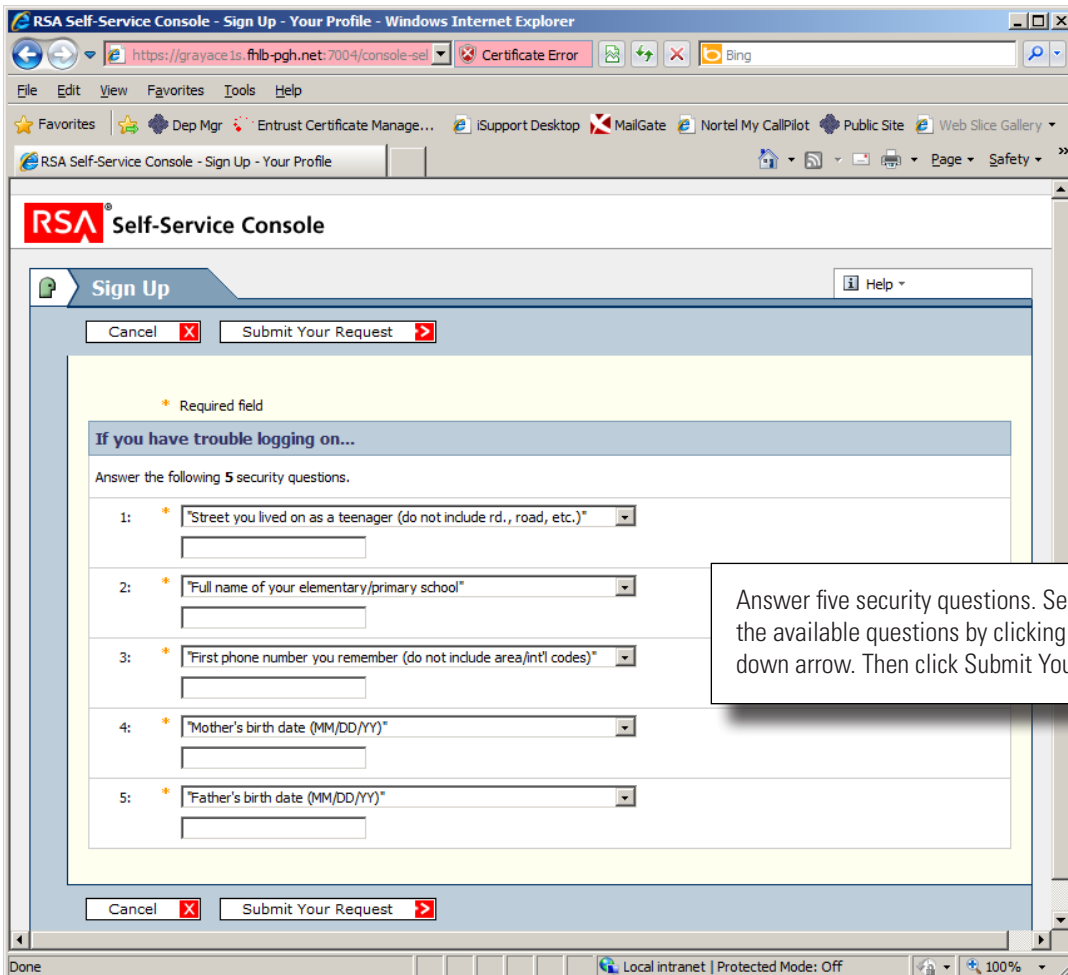 RSA Self-Service Console - Sign Up - Your Profile - Windows Internet Explorer
https://grayace1s.fhlb-pgh.net:7004/console-sel Certificate Error Bing
File Edit View Favorites Tools Help
Favorites Dep Mgr Entrust Certificate Manage... iSupport Desktop MailGate Nortel My CallPilot Public Site Web Slice Gallery
RSA Self-Service Console - Sign Up - Your Profile Page Safety »
RSA® Self-Service Console
Sign Up Help
Cancel X Submit Your Request
* Required field
If you have trouble logging on...
Answer the following 5 security questions.
1: * "Street you lived on as a teenager (do not include rd., road, etc.)"
2: * "Full name of your elementary/primary school"
3: * "First phone number you remember (do not include area/int'l codes)"
4: * "Mother's birth date (MM/DD/YY)"
5: * "Father's birth date (MM/DD/YY)"
Answer five security questions. Se
the available questions by clicking
down arrow. Then click Submit You
Cancel X Submit Your Request
Done Local intranet | Protected Mode: Off 100%